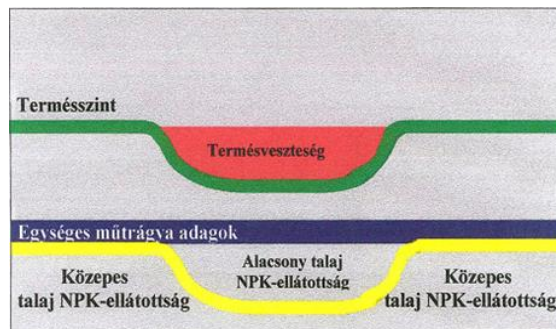 Termésszint
Termésveszteség
Egységes műtrágya adagok
Közepes
talaj NPK-ellátottság
Alacsony talaj
NPK-ellátottság
Közepes
talaj NPK-ellátottság